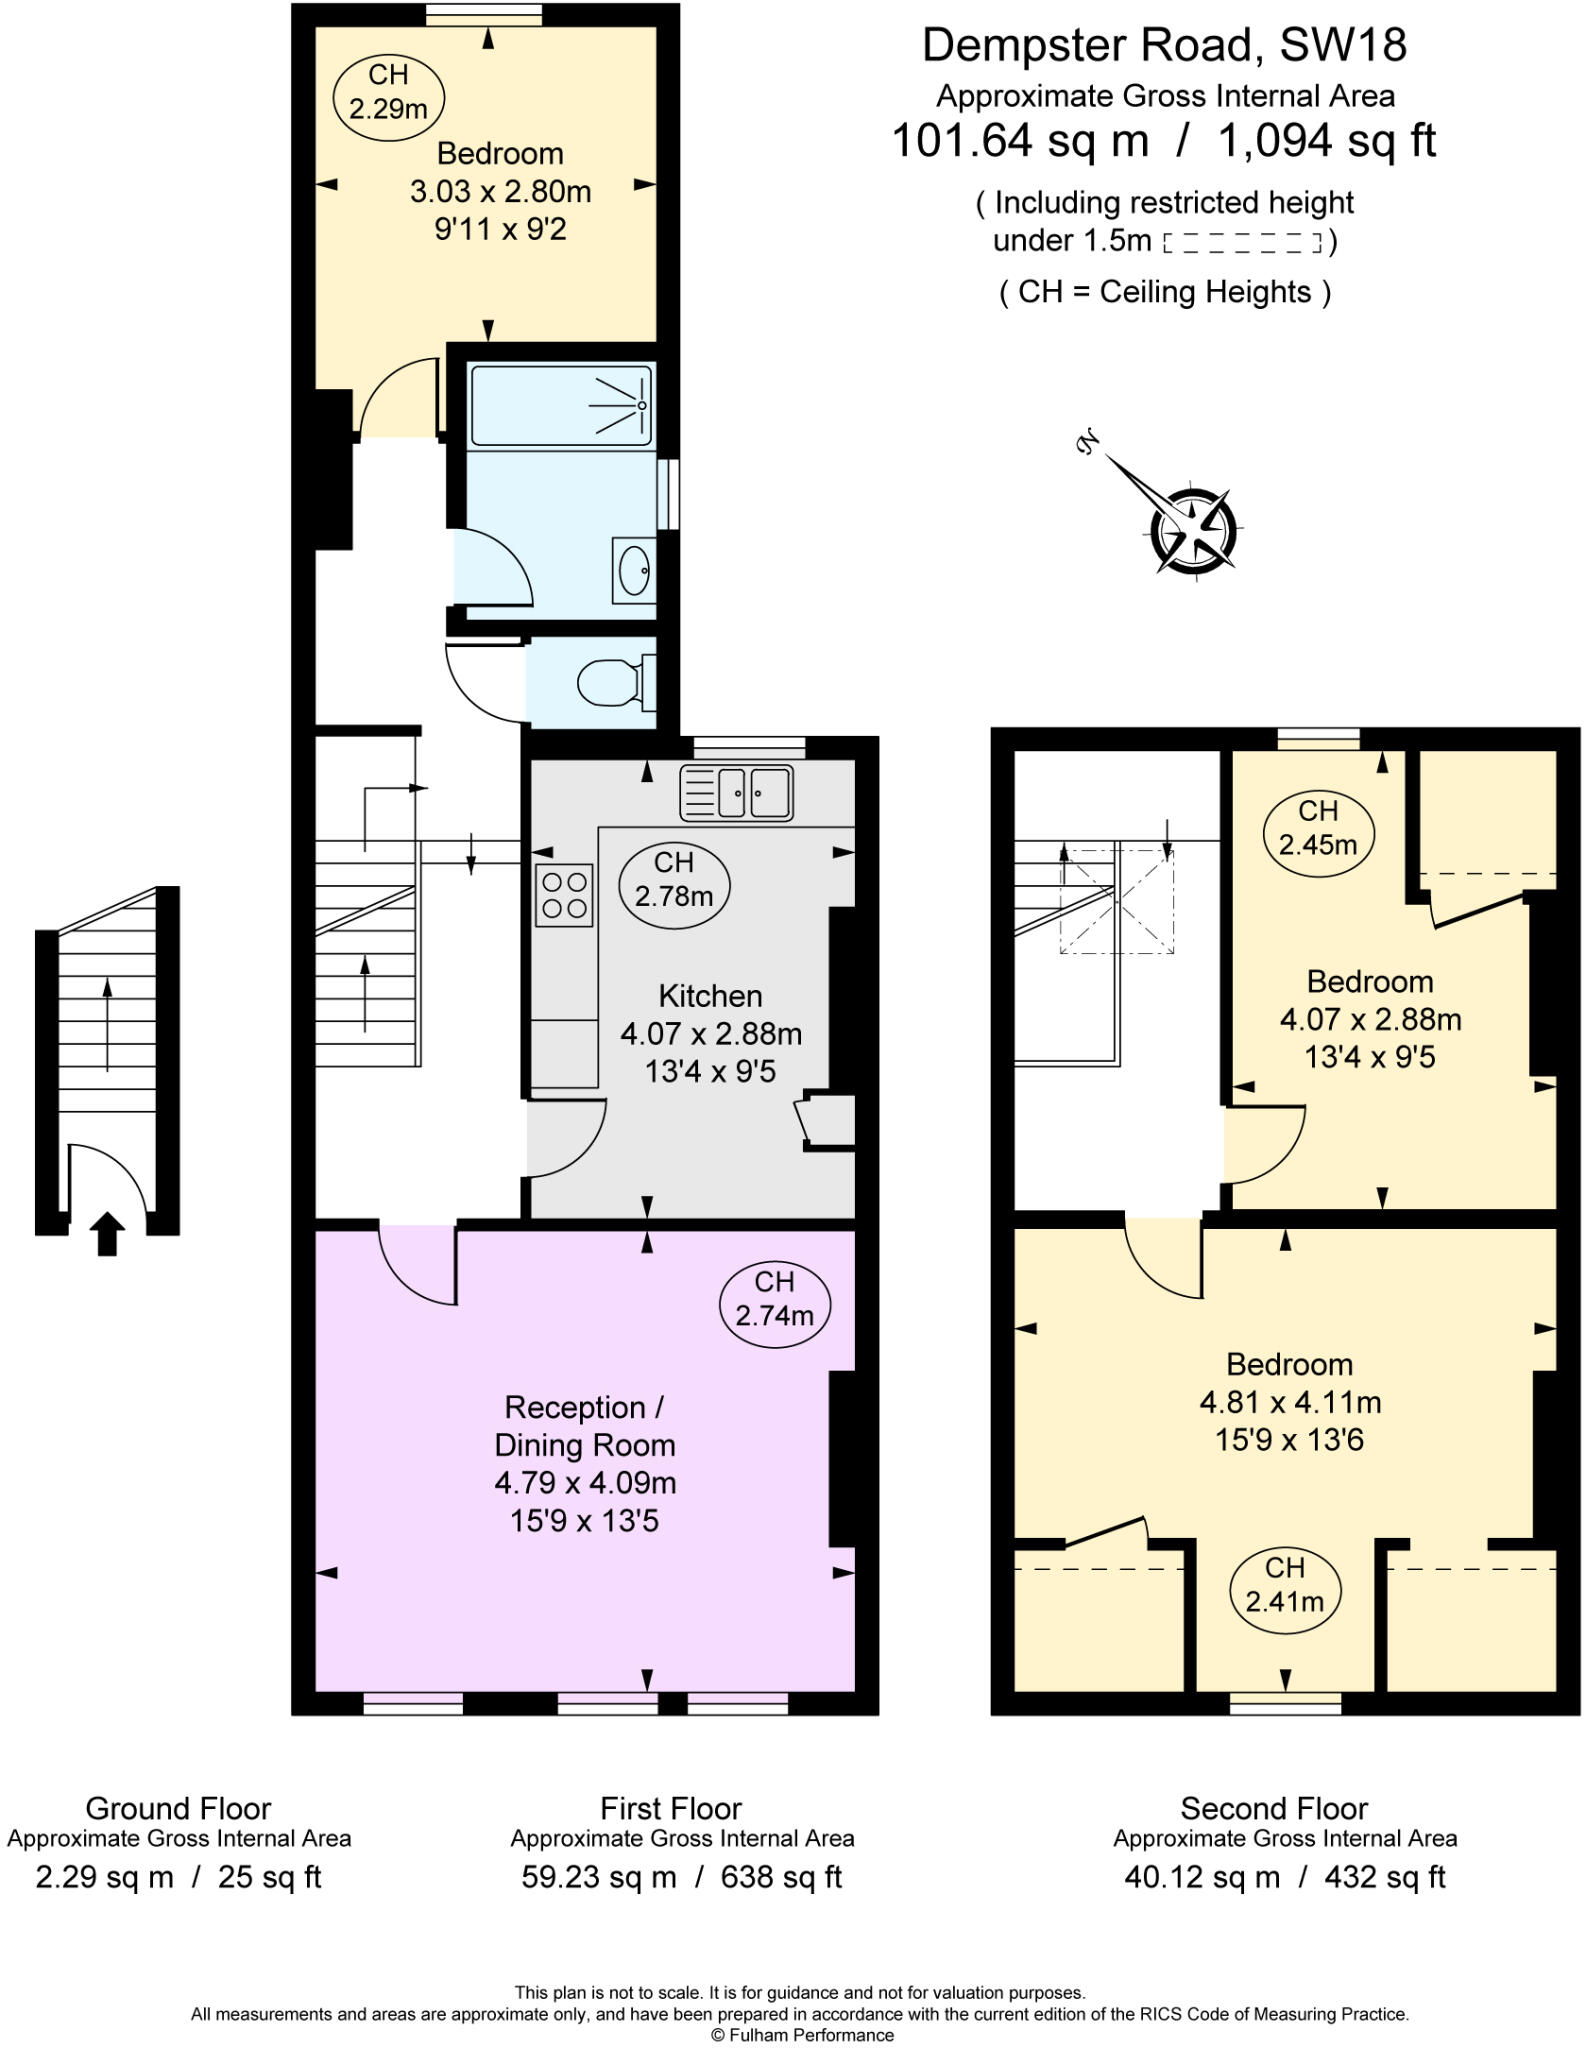 Dempster Road, SW18
Approximate Gross Internal Area
101.64 sq m / 1,094 sq ft
( Including restricted height
under 1.5m )
( CH = Ceiling Heights )
N
CH
2.29m
Bedroom
3.03 x 2.80m
9'11 x 9'2
CH
2.78m
Kitchen
4.07 x 2.88m
13'4 x 9'5
CH
2.74m
Reception /
Dining Room
4.79 x 4.09m
15'9 x 13'5
CH
2.45m
Bedroom
4.07 x 2.88m
13'4 x 9'5
Bedroom
4.81 x 4.11m
15'9 x 13'6
CH
2.41m
Ground Floor
Approximate Gross Internal Area
2.29 sq m / 25 sq ft
First Floor
Approximate Gross Internal Area
59.23 sq m / 638 sq ft
Second Floor
Approximate Gross Internal Area
40.12 sq m / 432 sq ft
This plan is not to scale. It is for guidance and not for valuation purposes.
All measurements and areas are approximate only, and have been prepared in accordance with the current edition of the RICS Code of Measuring Practice.
© Fulham Performance